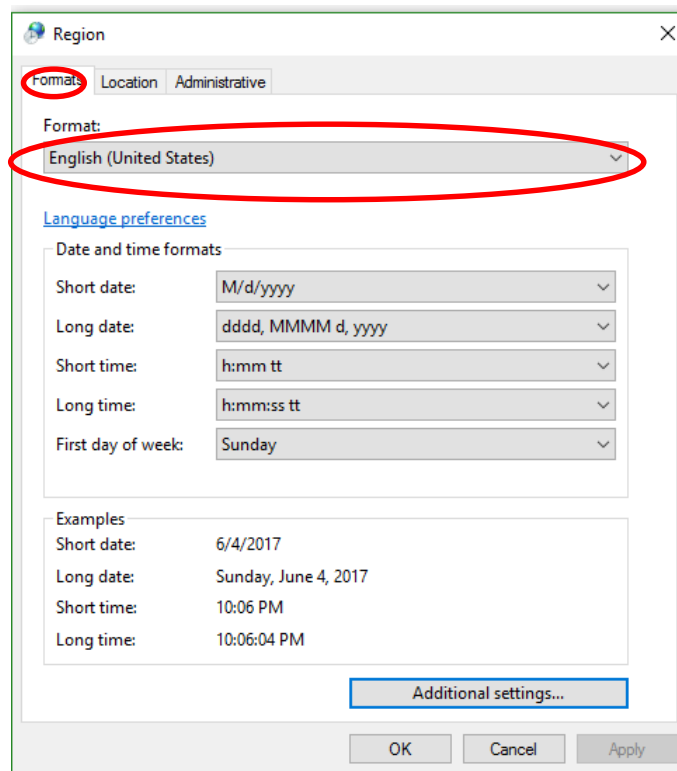 Region
Formats Location Administrative
Format:
English (United States)
Language preferences
Date and time formats
Short date: M/d/yyyy
Long date: dddd, MMMM d, yyyy
Short time: h:mm tt
Long time: h:mm:ss tt
First day of week: Sunday
Examples
Short date: 6/4/2017
Long date: Sunday, June 4, 2017
Short time: 10:06 PM
Long time: 10:06:04 PM
Additional settings...
OK Cancel Apply